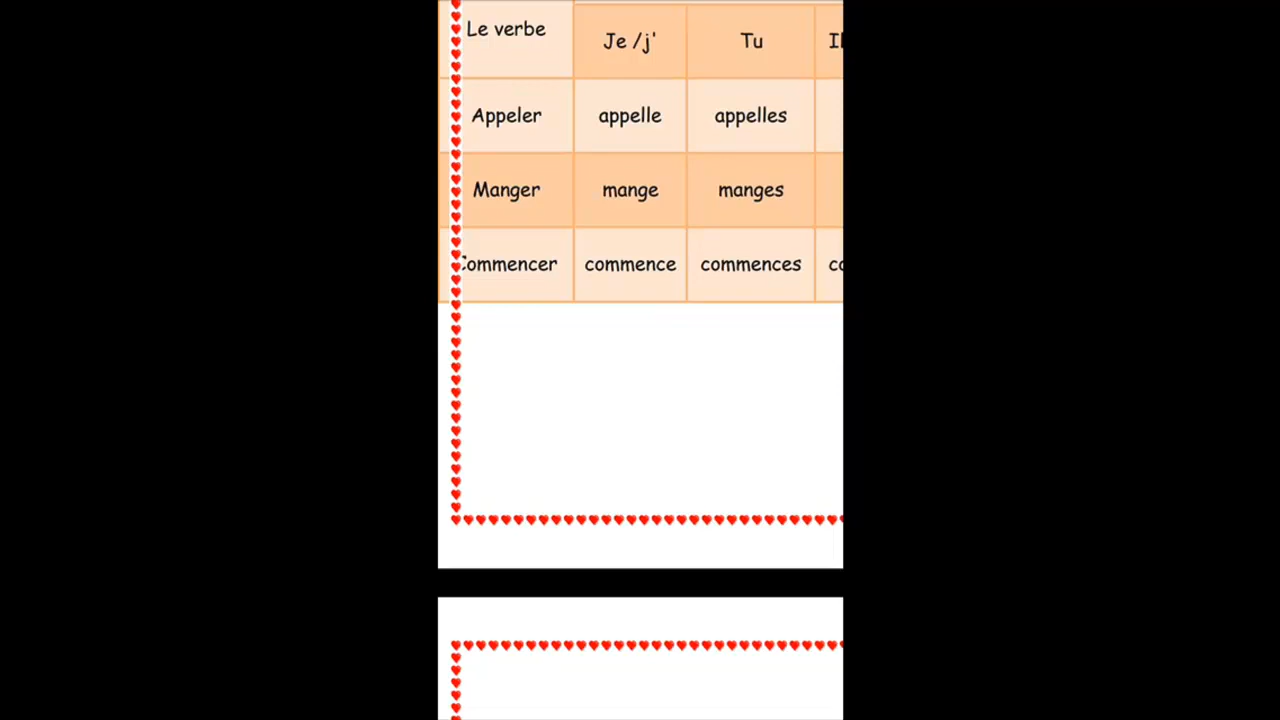 Le verbe Je /j' Tu
Appeler appelle appelles
Manger mange manges
Commencer commence commences